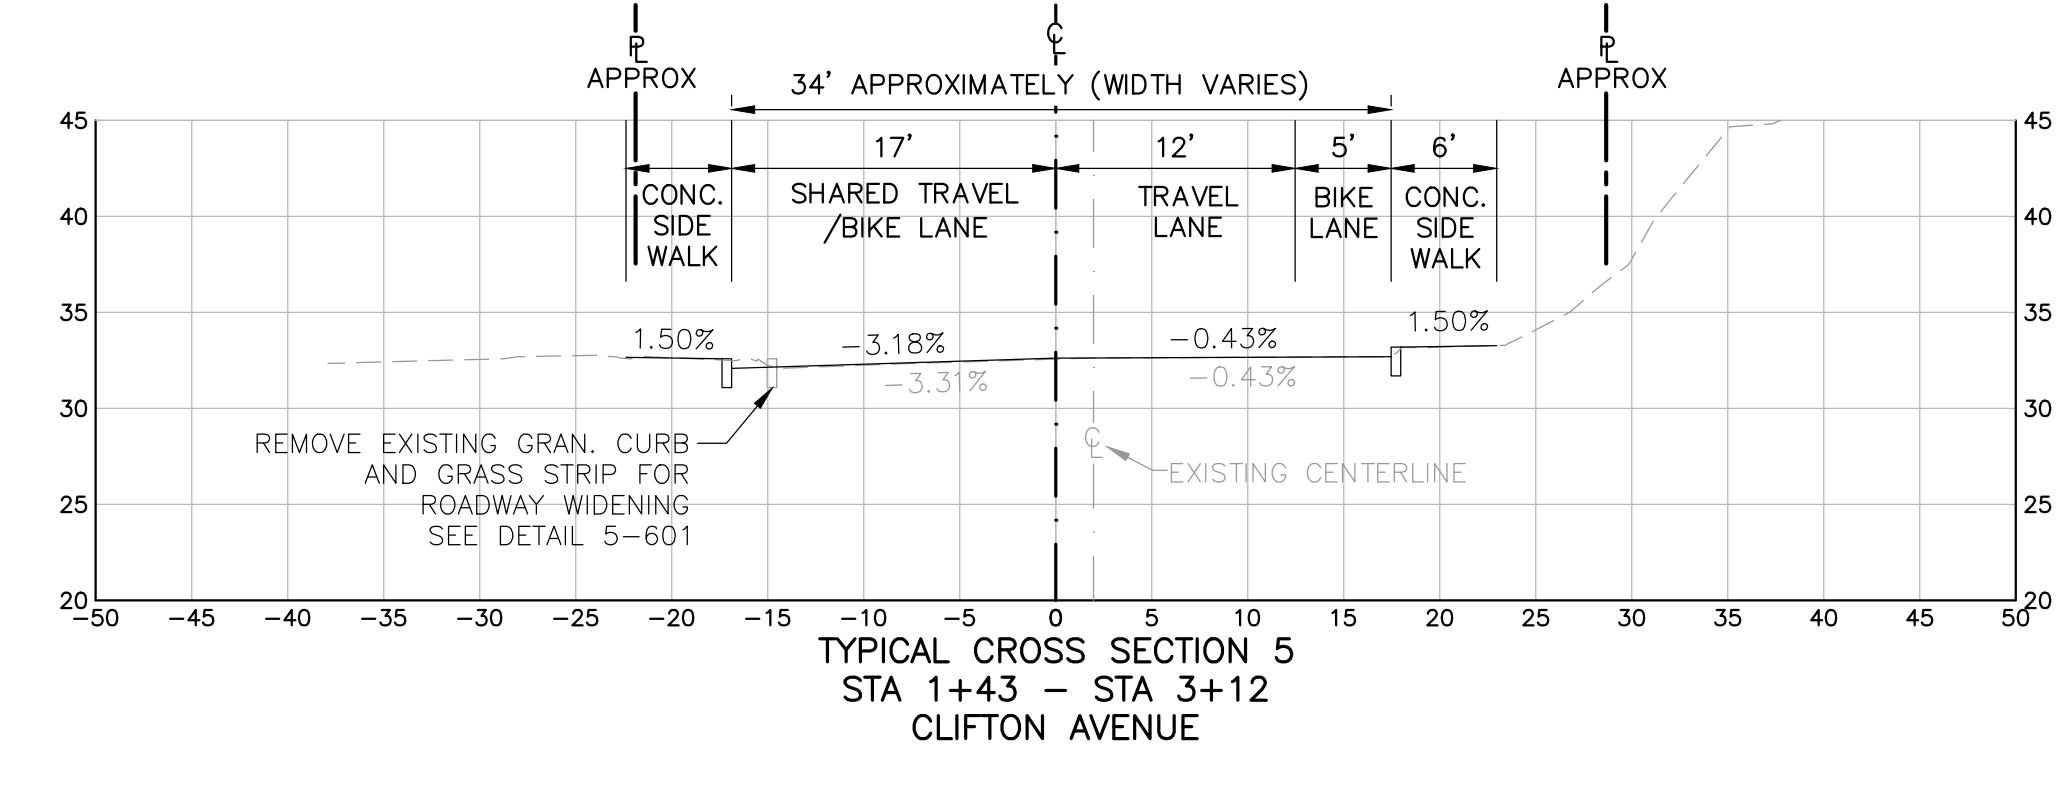 PL
APPROX
CL
PL
APPROX
34' APPROXIMATELY (WIDTH VARIES)
45
45
17'
12'
5'
6'
CONC.
SIDE
WALK
SHARED TRAVEL
/BIKE LANE
TRAVEL
LANE
BIKE
LANE
CONC.
SIDE
WALK
40
40
35
35
1.50%
-3.18%
-0.43%
1.50%
-3.31%
-0.43%
30
30
REMOVE EXISTING GRAN. CURB
AND GRASS STRIP FOR
ROADWAY WIDENING
SEE DETAIL 5-601
CL
EXISTING CENTERLINE
25
25
20
20
-50 -45 -40 -35 -30 -25 -20 -15 -10 -5 0 5 10 15 20 25 30 35 40 45 50
TYPICAL CROSS SECTION 5
STA 1+43 - STA 3+12
CLIFTON AVENUE